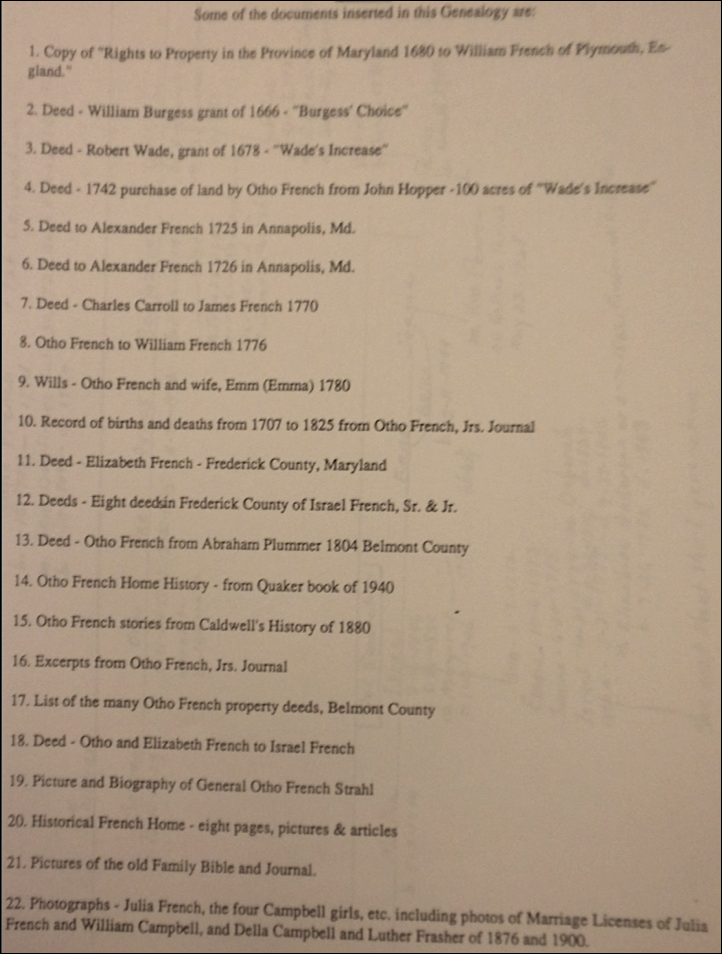 Some of the documents inserted in this Genealogy are:
1. Copy of "Rights to Property in the Province of Maryland 1680 to William French of Plymouth, En-
gland."
2. Deed - William Burgess grant of 1666 - "Burgess' Choice"
3. Deed - Robert Wade, grant of 1678 - "Wade's Increase"
4. Deed - 1742 purchase of land by Otho French from John Hopper -100 acres of "Wade's Increase"
5. Deed to Alexander French 1725 in Annapolis, Md.
6. Deed to Alexander French 1726 in Annapolis, Md.
7. Deed - Charles Carroll to James French 1770
8. Otho French to William French 1776
9. Wills - Otho French and wife, Emm (Emma) 1780
10. Record of births and deaths from 1707 to 1825 from Otho French, Jrs. Journal
11. Deed - Elizabeth French - Frederick County, Maryland
12. Deeds - Eight deedsin Frederick County of Israel French, Sr. & Jr.
13. Deed - Otho French from Abraham Plummer 1804 Belmont County
14. Otho French Home History - from Quaker book of 1940
15. Otho French stories from Caldwell's History of 1880
16. Excerpts from Otho French, Jrs. Journal
17. List of the many Otho French property deeds, Belmont County
18. Deed - Otho and Elizabeth French to Israel French
19. Picture and Biography of General Otho French Strahl
20. Historical French Home - eight pages, pictures & articles
21. Pictures of the old Family Bible and Journal.
22. Photographs - Julia French, the four Campbell girls, etc. including photos of Marriage Licenses of Julia
French and William Campbell, and Della Campbell and Luther Frasher of 1876 and 1900.